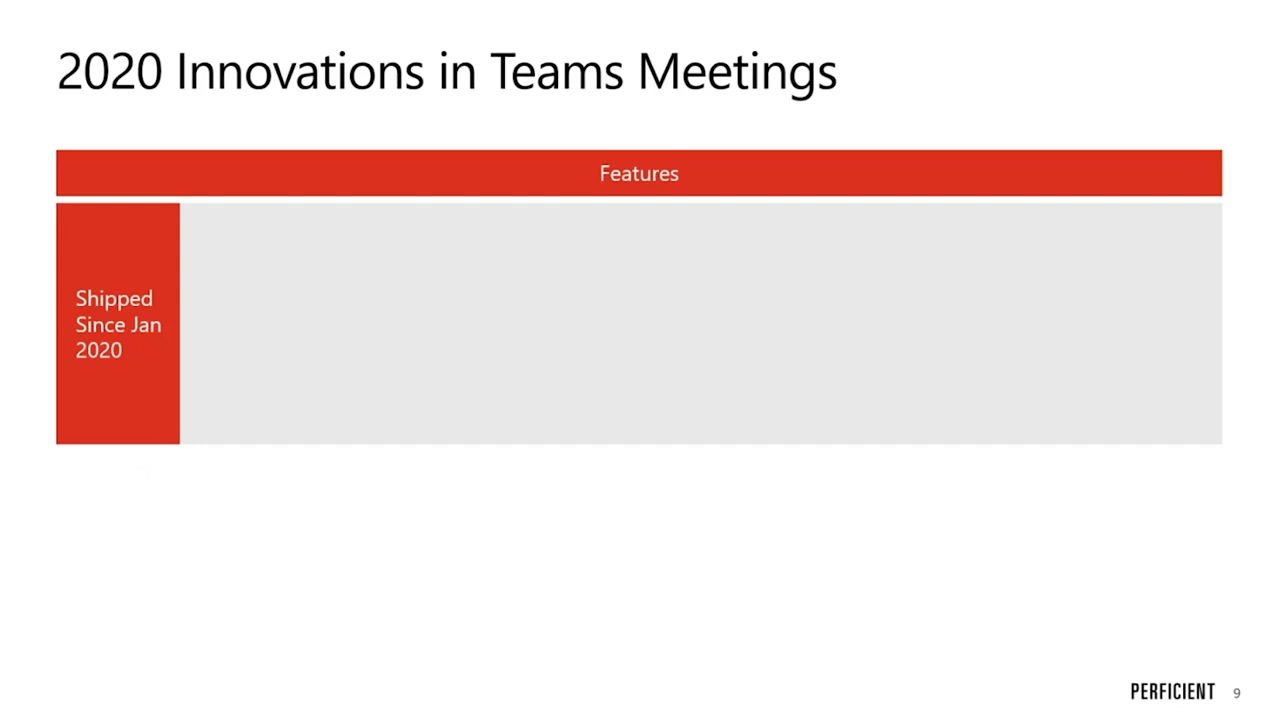 2020 Innovations in Teams Meetings
Features
Shipped
Since Jan
2020
PERFICIENT 9